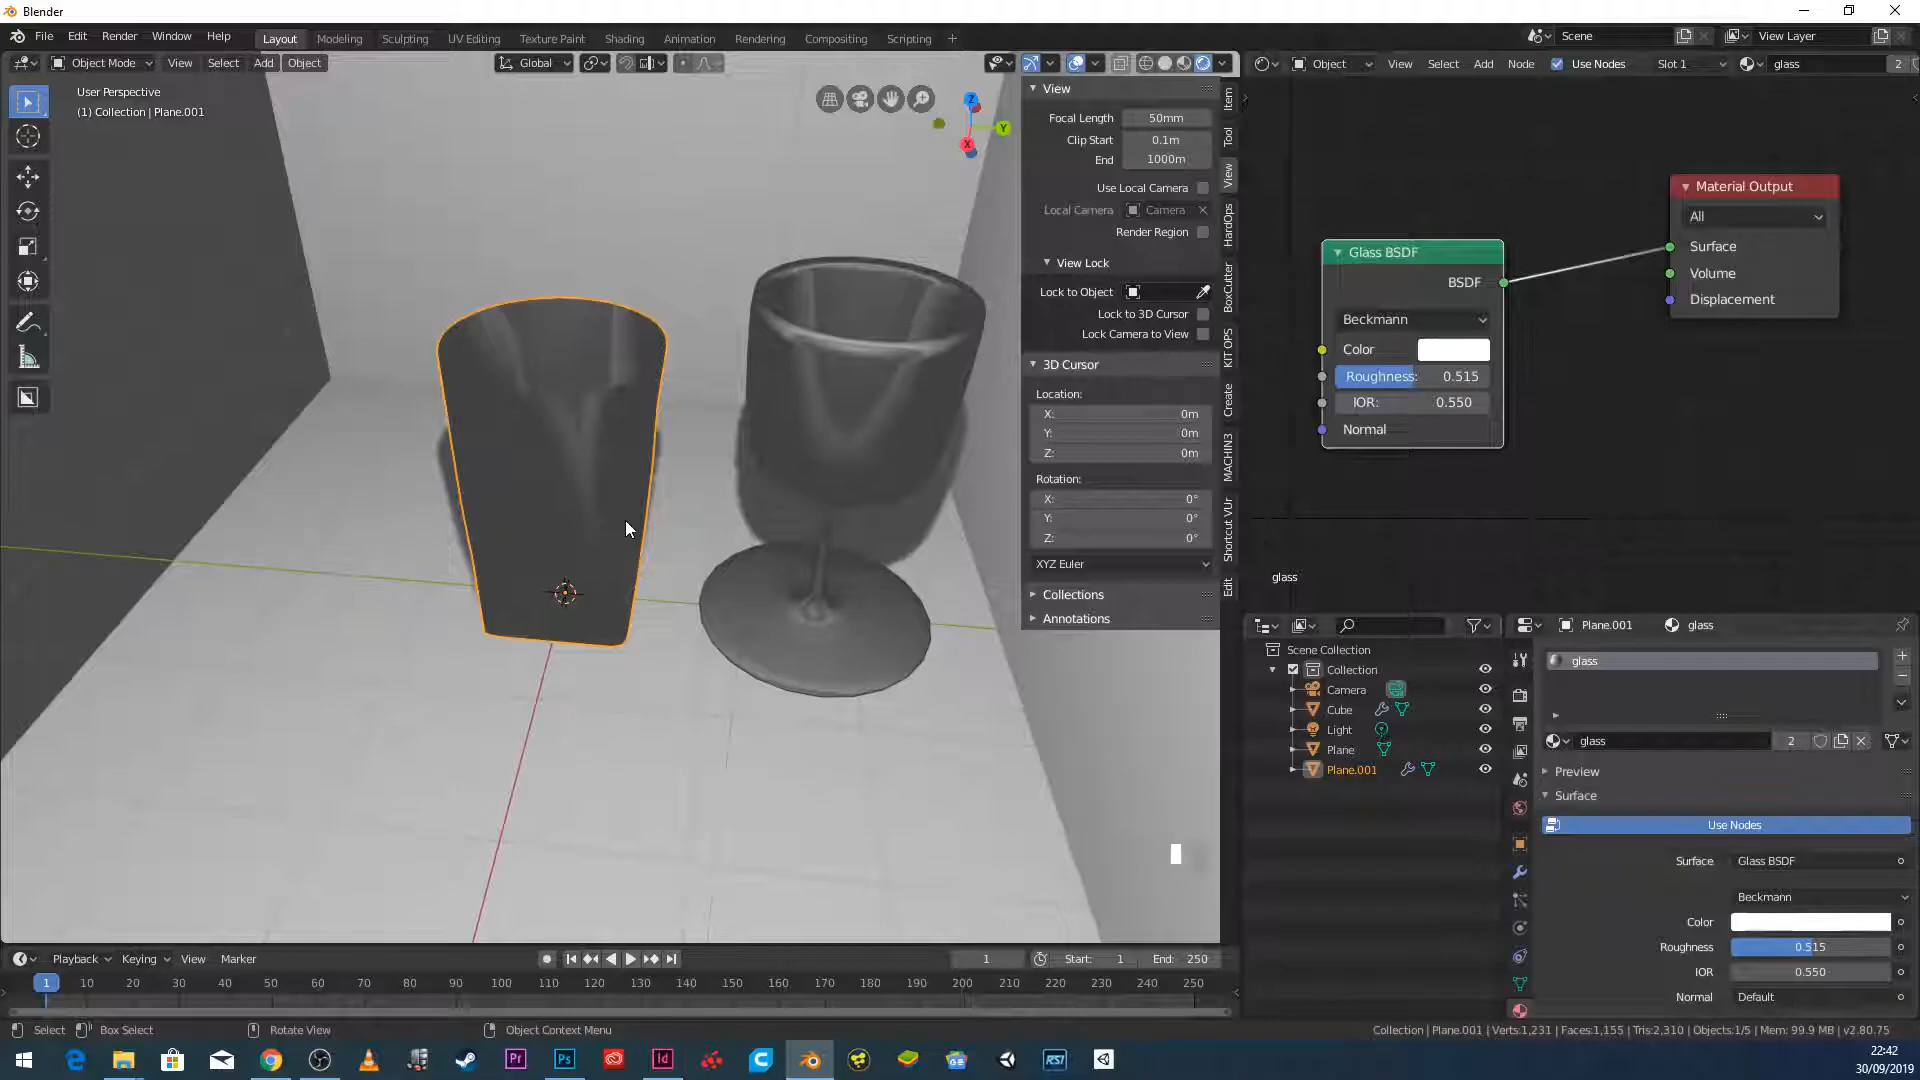 Blender
File Edit Render Window Help
Layout Modeling Sculpting UV Editing Texture Paint Shading Animation Rendering Compositing Scripting +
Scene
View Layer
Object Mode View Select Add Object
Global
Object View Select Add Node Use Nodes Slot 1 glass 2
User Perspective
(1) Collection | Plane.001
Z
Y
X
View
Focal Length 50mm
Clip Start 0.1m
End 1000m
Use Local Camera
Local Camera Camera
Render Region
View Lock
Lock to Object
Lock to 3D Cursor
Lock Camera to View
3D Cursor
Location:
X: 0m
Y: 0m
Z: 0m
Rotation:
X: 0°
Y: 0°
Z: 0°
XYZ Euler
Collections
Annotations
Item
Tool
View
HardOps
BoxCutter
KIT OPS
Create
MACHIN3
Shortcut VUr
Edit
Glass BSDF
BSDF
Beckmann
Color
Roughness: 0.515
IOR: 0.550
Normal
Material Output
All
Surface
Volume
Displacement
glass
Scene Collection
Collection
Camera
Cube
Light
Plane
Plane.001
Plane.001 glass
glass
glass 2
Preview
Surface
Use Nodes
Surface Glass BSDF
Beckmann
Color
Roughness 0.515
IOR 0.550
Normal Default
Playback Keying View Marker
1 Start: 1 End: 250
1 10 20 30 40 50 60 70 80 90 100 110 120 130 140 150 160 170 180 190 200 210 220 230 240 250
Select Box Select Rotate View Object Context Menu
Collection | Plane.001 | Verts:1,231 | Faces:1,155 | Tris:2,310 | Objects:1/5 | Mem: 99.9 MB | v2.80.75
Pr Ps Id RSI
22:42
30/09/2019